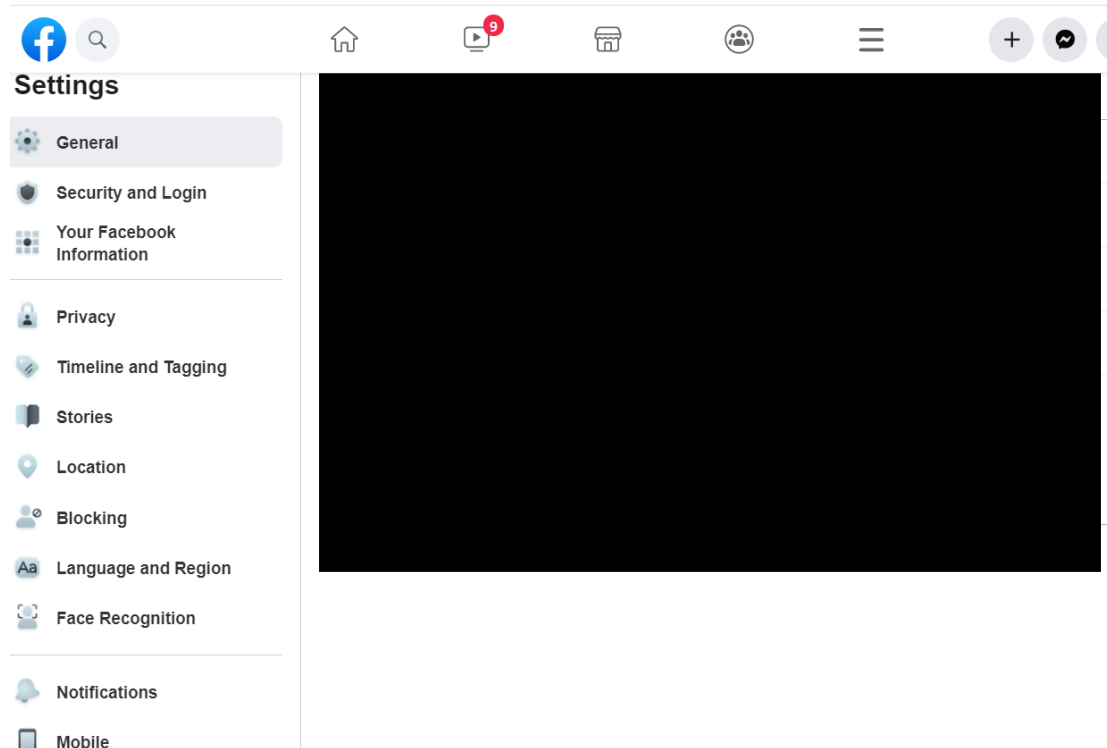 9
Settings
General
Security and Login
Your Facebook
Information
Privacy
Timeline and Tagging
Stories
Location
Blocking
Aa Language and Region
Face Recognition
Notifications
Mobile